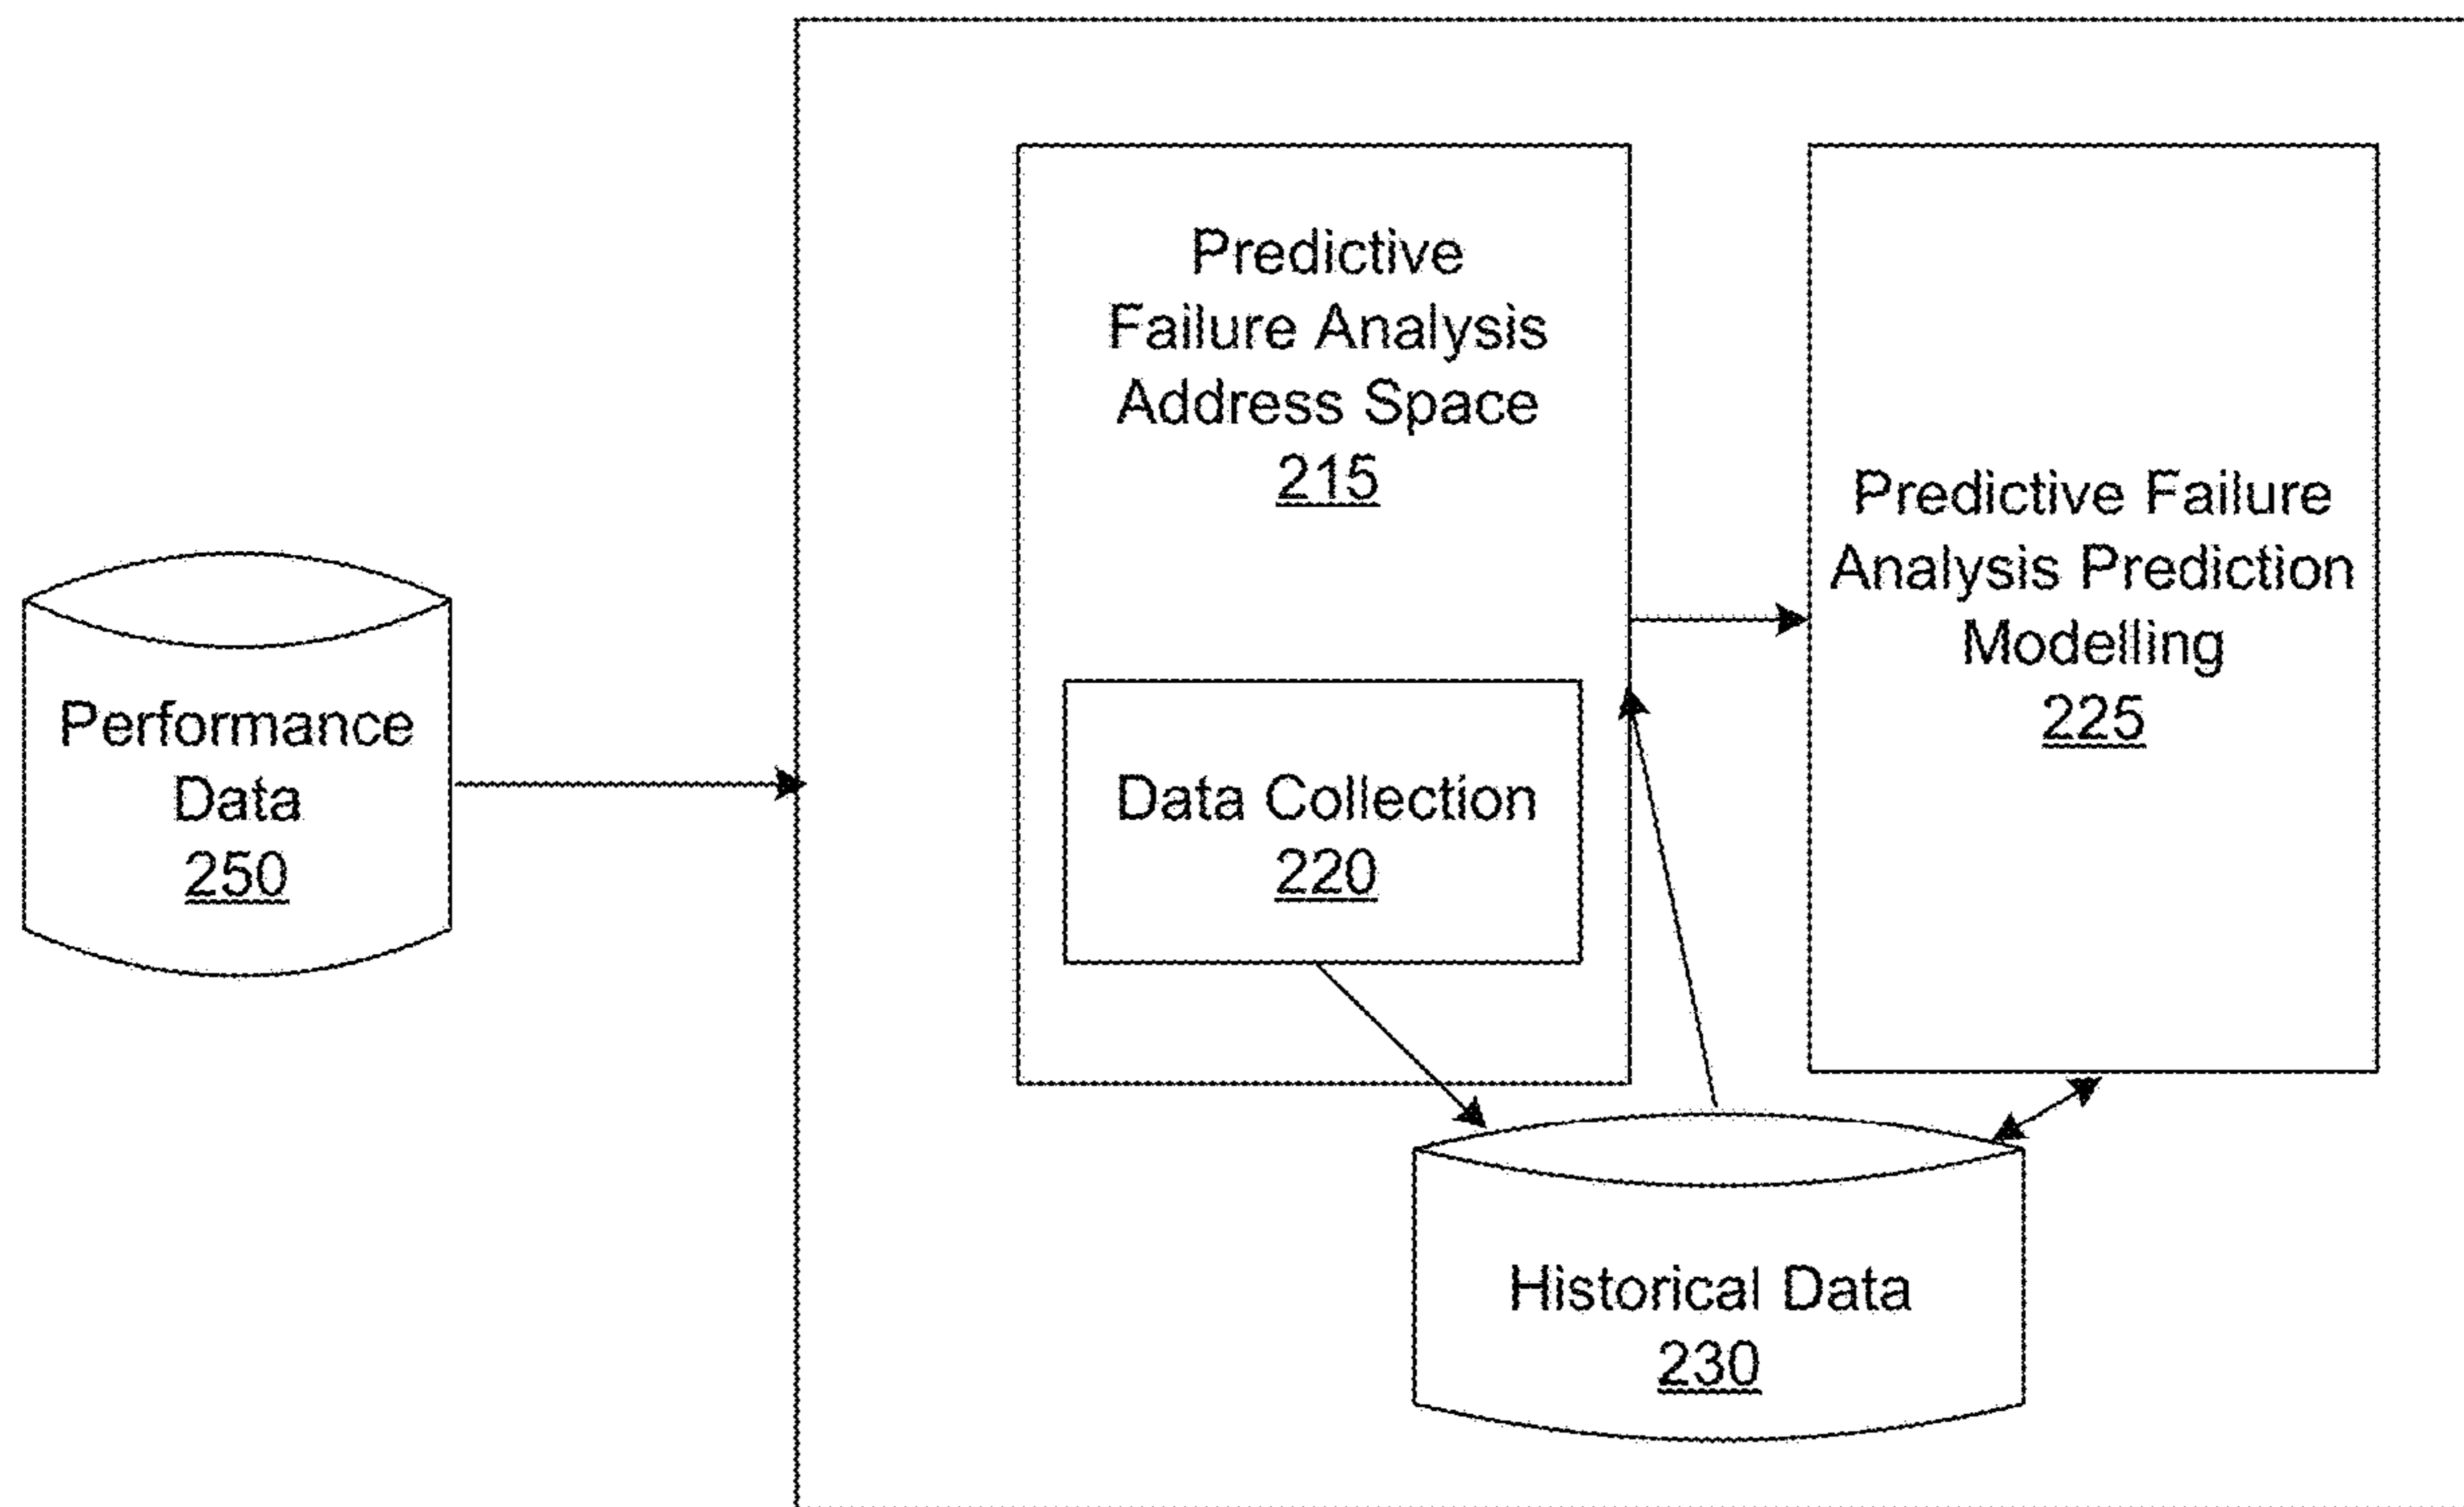 Performance
Data
250
Predictive
Failure Analysis
Address Space
215
Data Collection
220
Predictive Failure
Analysis Prediction
Modelling
225
Historical Data
230